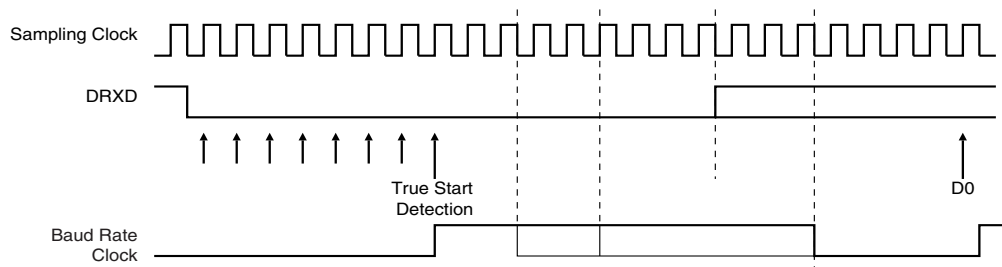 Sampling Clock
DRXD
True Start
Detection
D0
Baud Rate
Clock